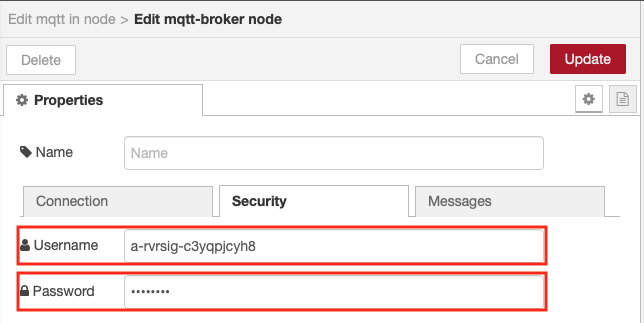 Edit mqtt in node > Edit mqtt-broker node
Delete
Cancel
Update
Properties
Name
Name
Connection
Security
Messages
Username
a-rvrsig-c3yqpjcyh8
Password
••••••••